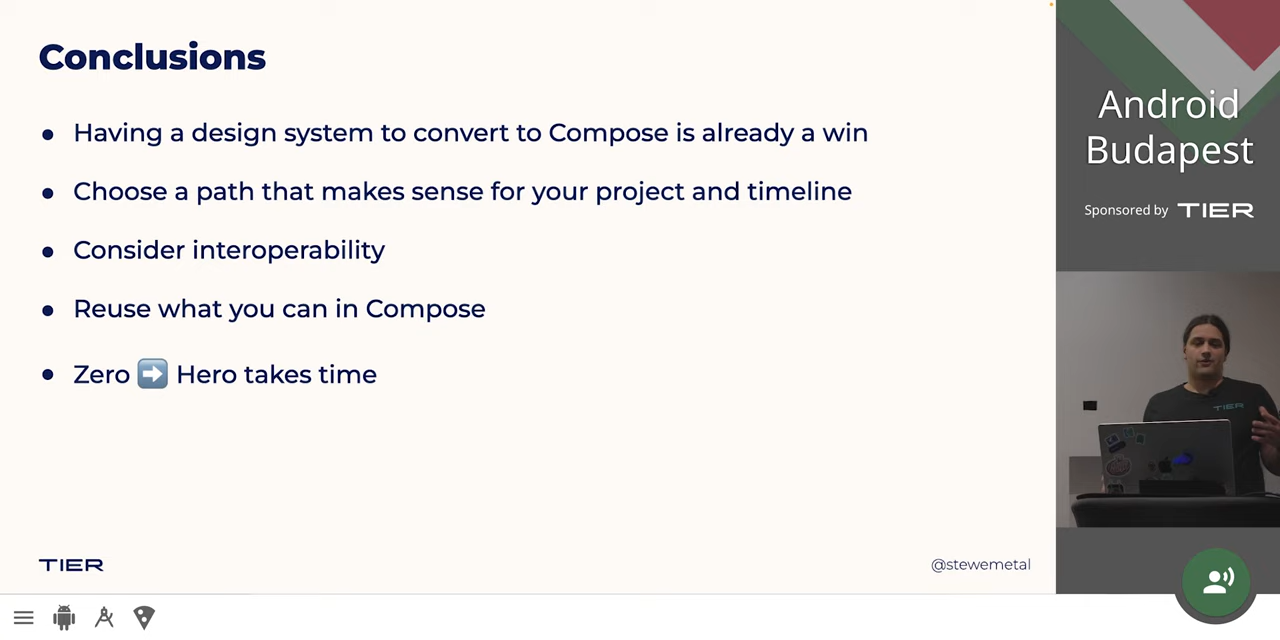 Conclusions
● Having a design system to convert to Compose is already a win
● Choose a path that makes sense for your project and timeline
● Consider interoperability
● Reuse what you can in Compose
● Zero ➡️ Hero takes time
TIER
@stewemetal
Android
Budapest
Sponsored by TIER
TIER